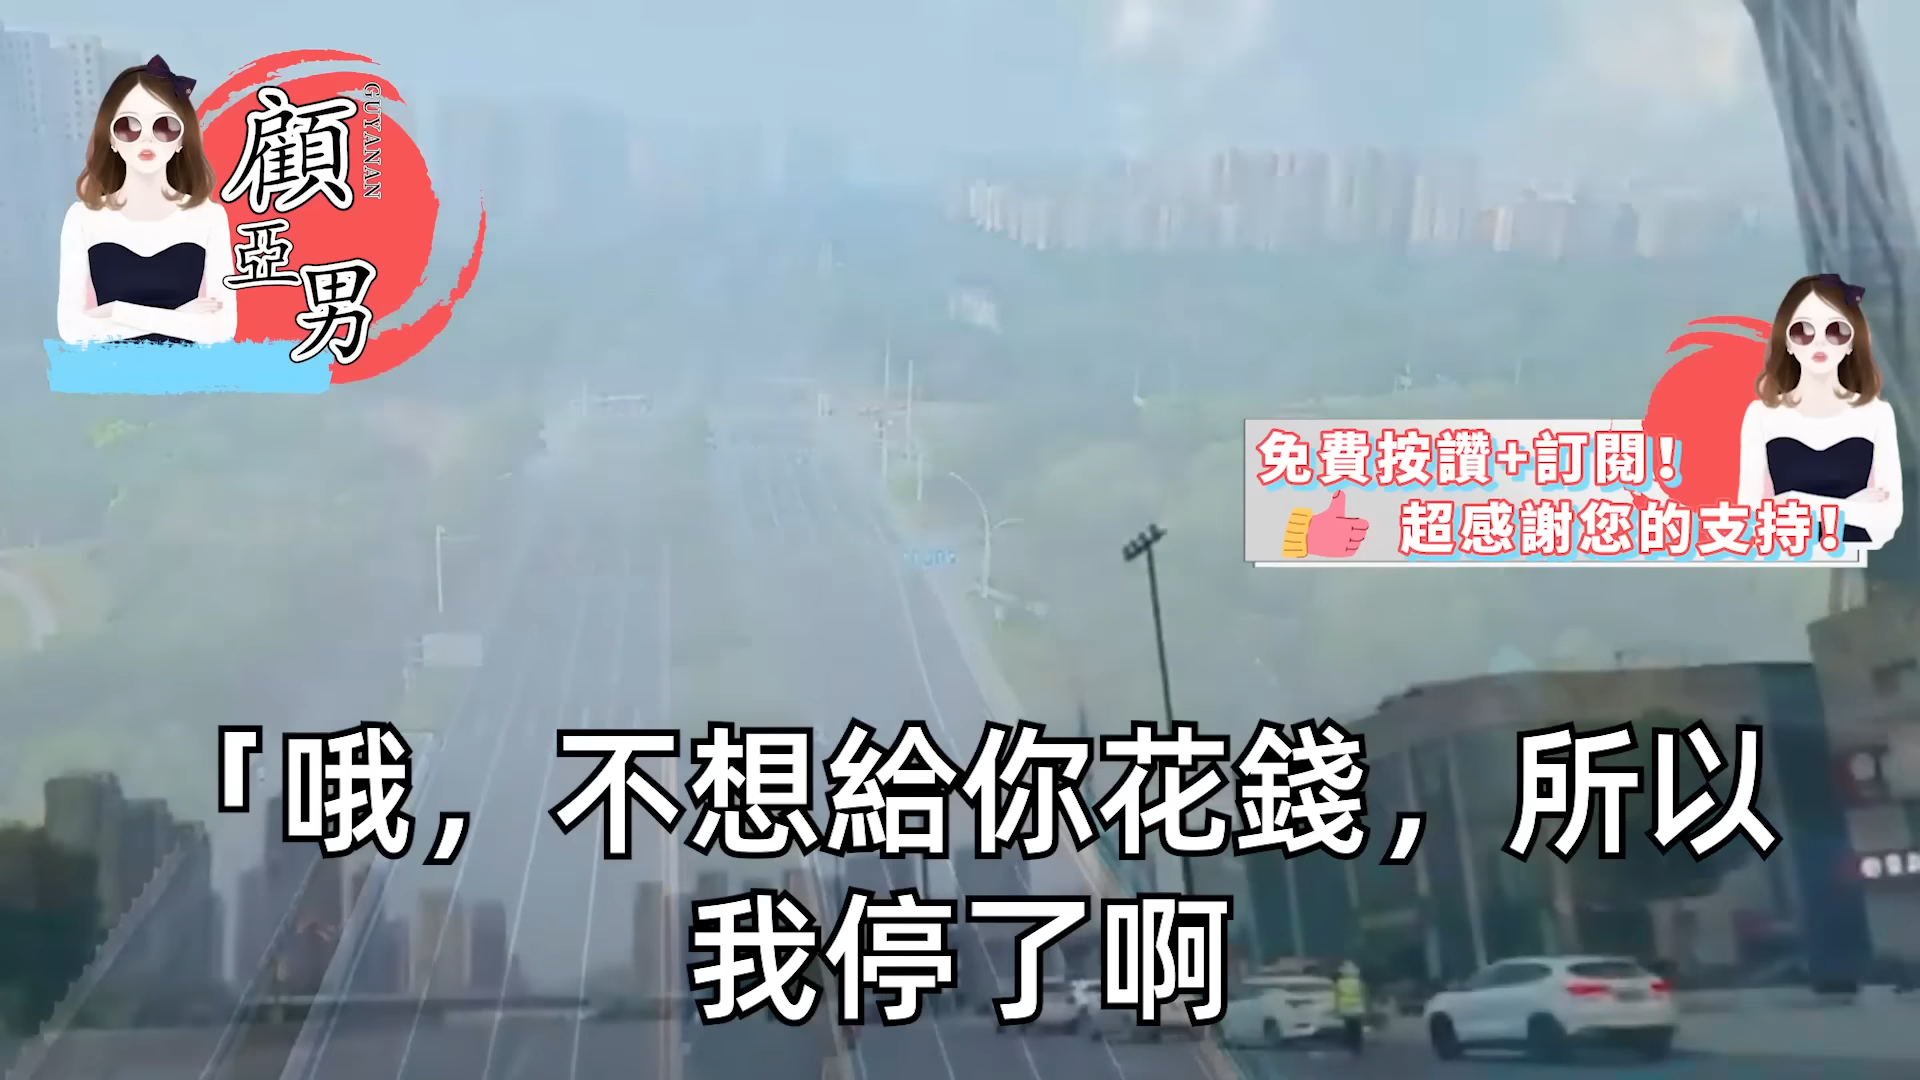 顧亞男
GUYANAN
免費按讚+訂閱！
超感謝您的支持！
「哦，不想給你花錢，所以
我停了啊